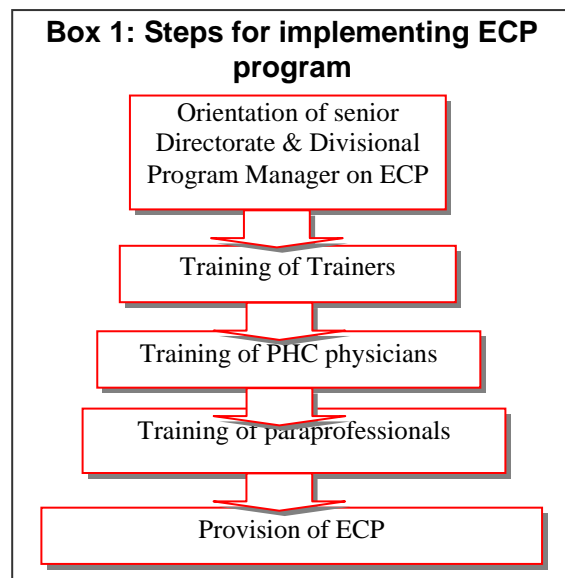 Box 1: Steps for implementing ECP
program
Orientation of senior
Directorate & Divisional
Program Manager on ECP
Training of Trainers
Training of PHC physicians
Training of paraprofessionals
Provision of ECP